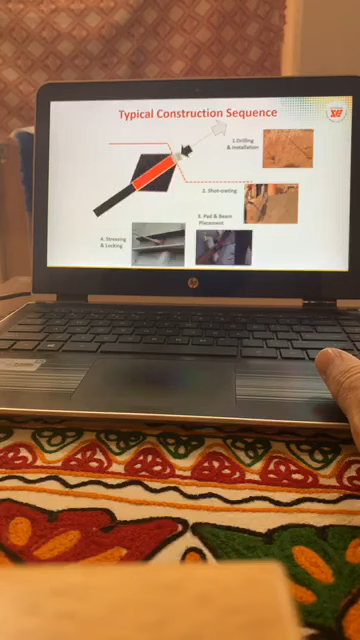 Typical Construction Sequence
1.Drilling
& Installation
2. Shot-creting
3. Pad & Beam
Placement
4. Stressing
& Locking
hp